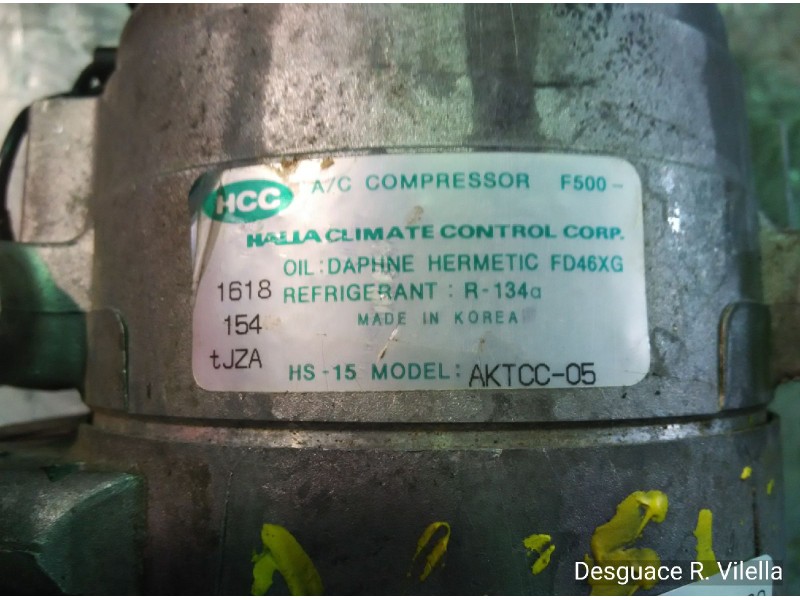 HCC A/C COMPRESSOR F500-
HALLA CLIMATE CONTROL CORP.
OIL : DAPHNE HERMETIC FD46XG
1618 REFRIGERANT : R-134a
154 MADE IN KOREA
tJZA HS-15 MODEL: AKTCC-05
Desguace R. Vilella